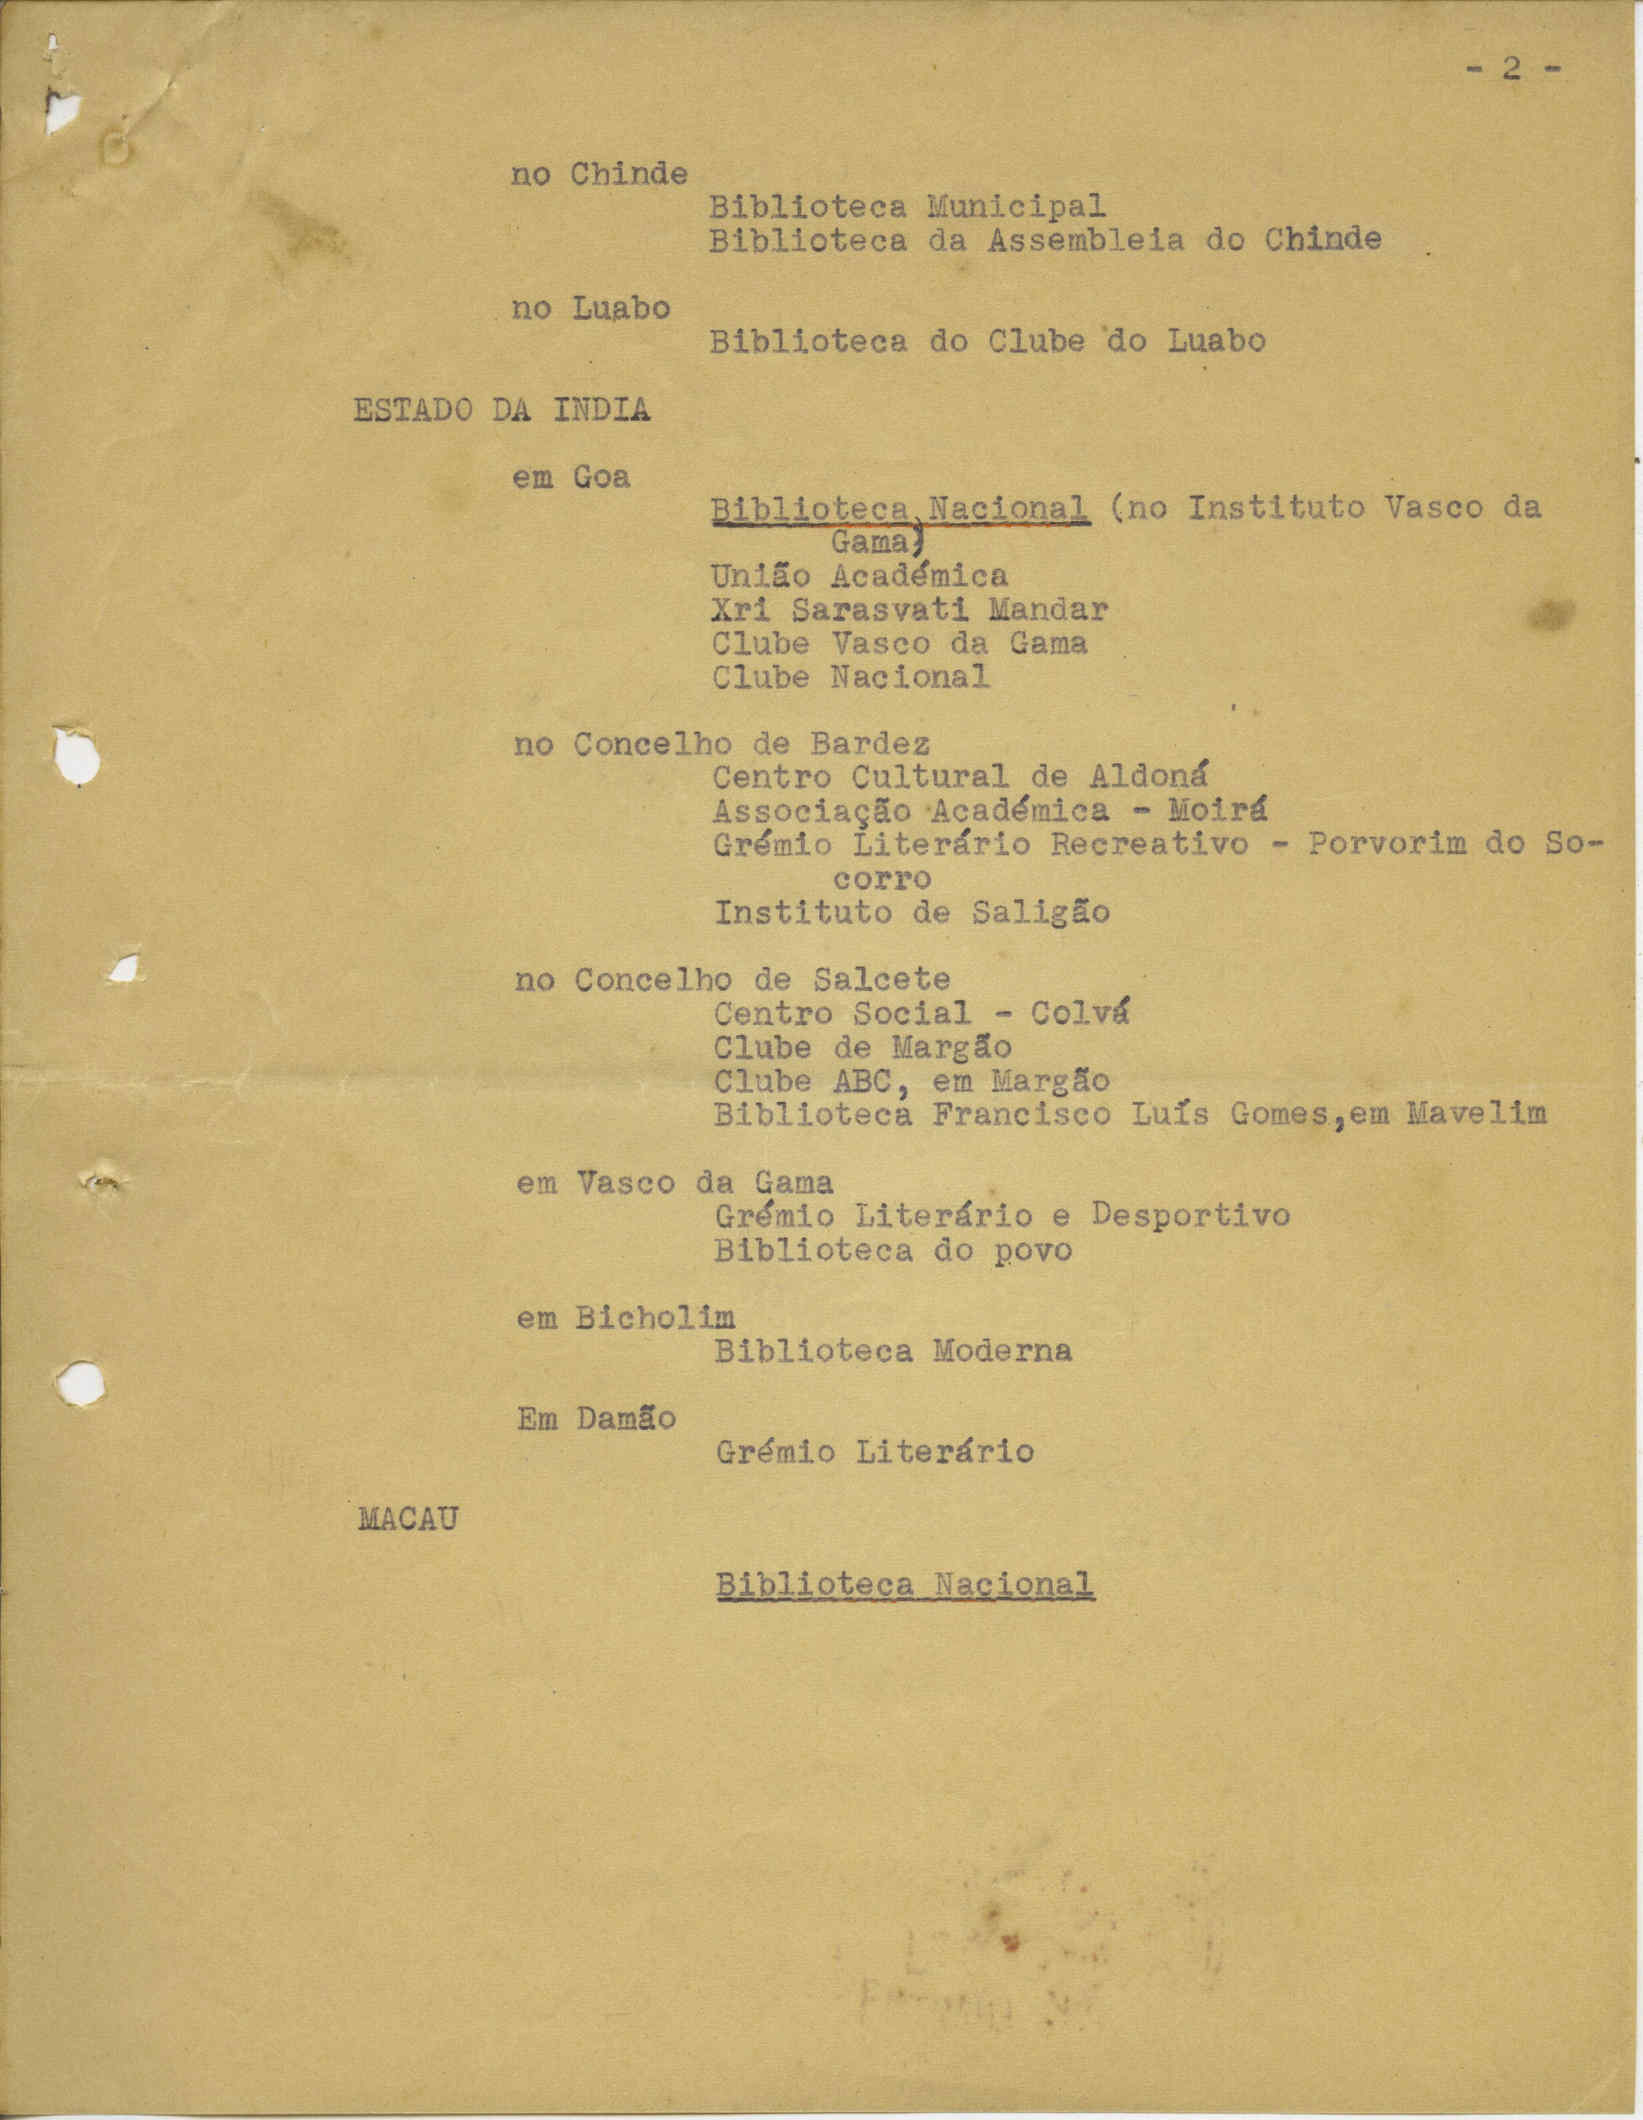 - 2 -
no Chinde
Biblioteca Municipal
Biblioteca da Assembleia do Chinde
no Luabo
Biblioteca do Clube do Luabo
ESTADO DA INDIA
em Goa
Biblioteca Nacional (no Instituto Vasco da
Gama)
União Académica
Xri Sarasvati Mandar
Clube Vasco da Gama
Clube Nacional
no Concelho de Bardez
Centro Cultural de Aldoná
Associação Académica - Moirá
Grémio Literário Recreativo - Porvorim do So-
corro
Instituto de Saligão
no Concelho de Salcete
Centro Social - Colvá
Clube de Margão
Clube ABC, em Margão
Biblioteca Francisco Luís Gomes,em Mavelim
em Vasco da Gama
Grémio Literário e Desportivo
Biblioteca do povo
em Bicholim
Biblioteca Moderna
Em Damão
Grémio Literário
MACAU
Biblioteca Nacional